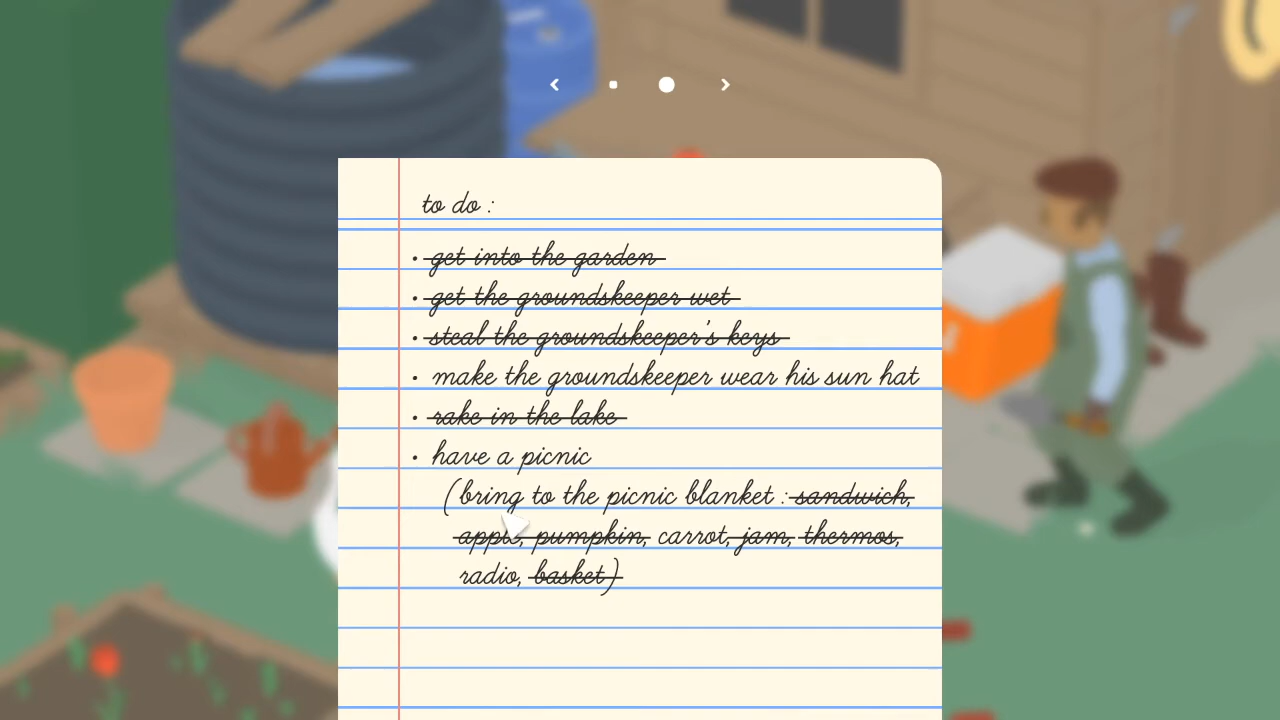 to do :
• get into the garden
• get the groundskeeper wet
• steal the groundskeeper's keys
• make the groundskeeper wear his sun hat
• rake in the lake
• have a picnic
(bring to the picnic blanket : sandwich,
apple, pumpkin, carrot, jam, thermos,
radio, basket)